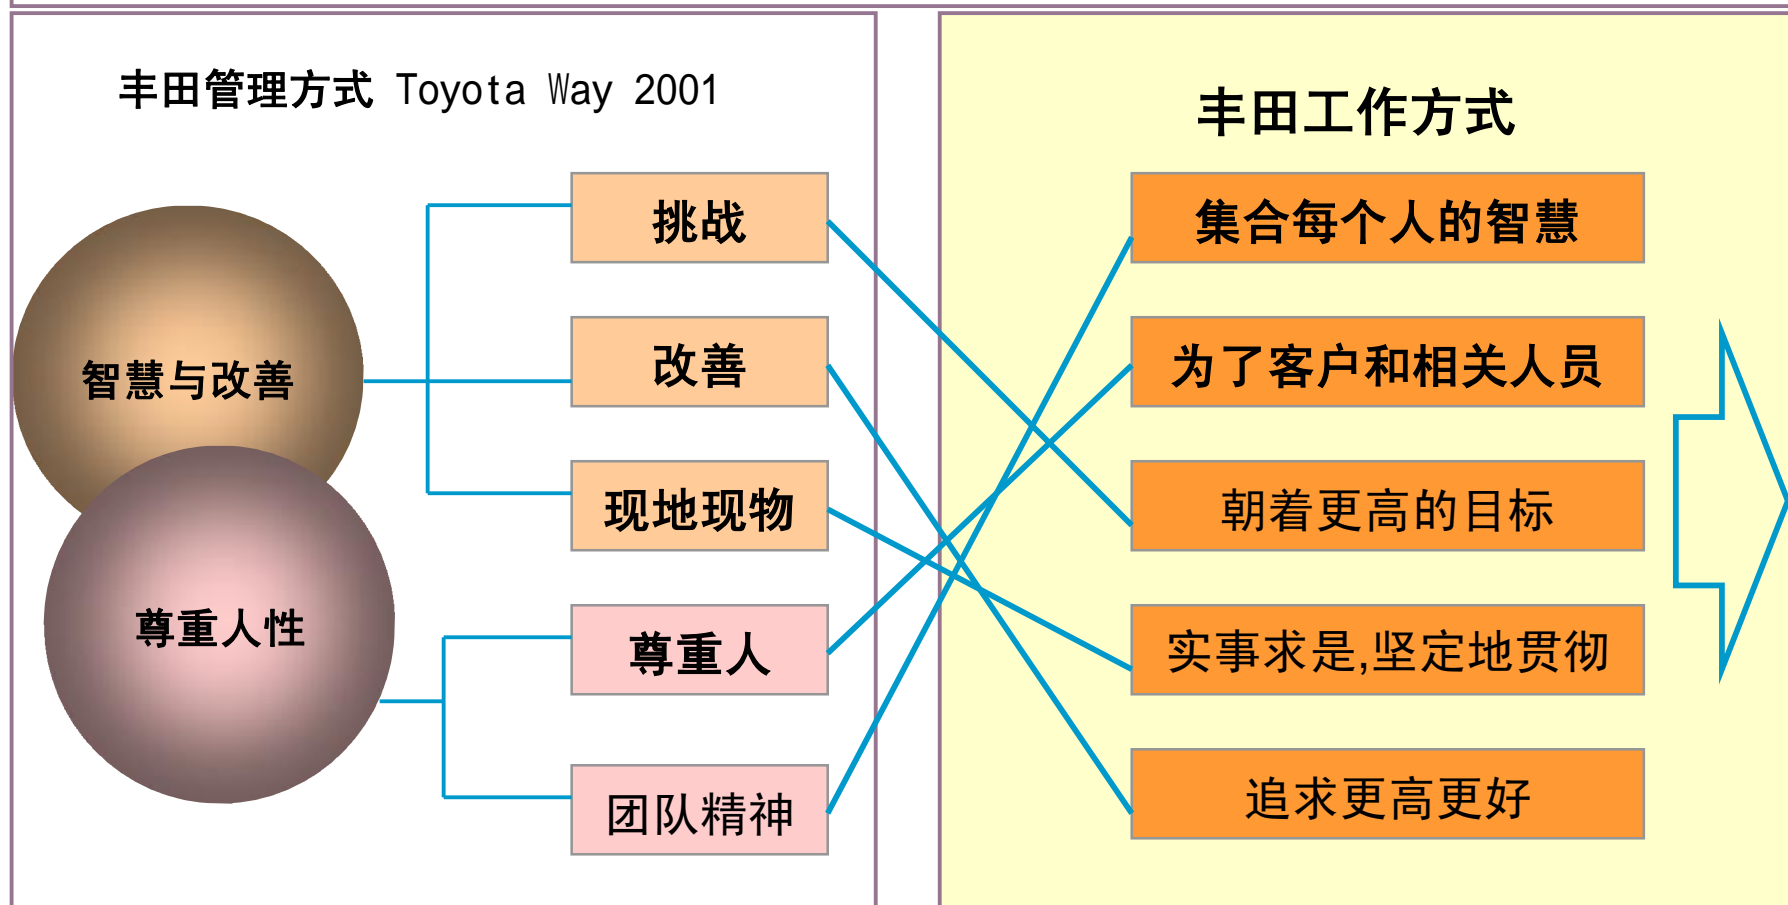 丰田管理方式 Toyota Way 2001
智慧与改善
尊重人性
挑战
改善
现地现物
尊重人
团队精神
丰田工作方式
集合每个人的智慧
为了客户和相关人员
朝着更高的目标
实事求是,坚定地贯彻
追求更高更好